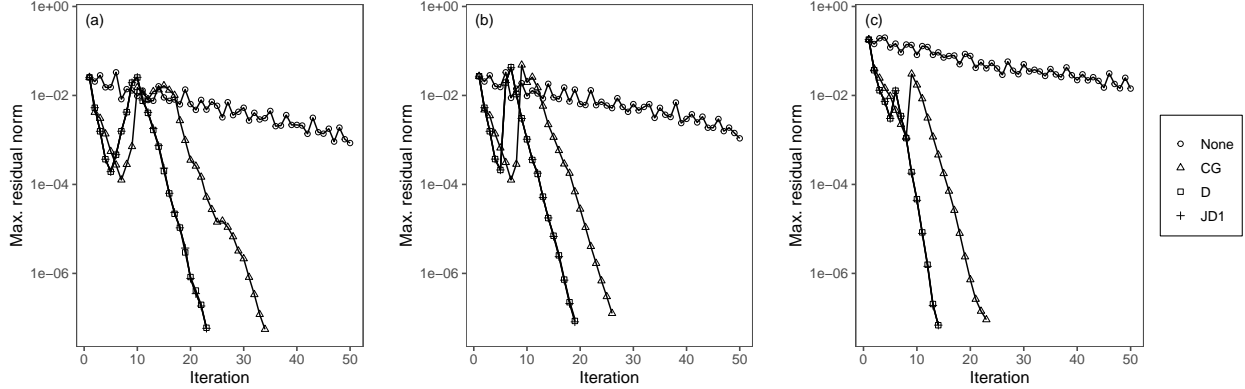 (a)
Max. residual norm
1e+00
1e−02
1e−04
1e−06
0 10 20 30 40 50
Iteration
(b)
Max. residual norm
1e+00
1e−02
1e−04
1e−06
0 10 20 30 40 50
Iteration
(c)
Max. residual norm
1e+00
1e−02
1e−04
1e−06
0 10 20 30 40 50
Iteration
None
CG
D
JD1